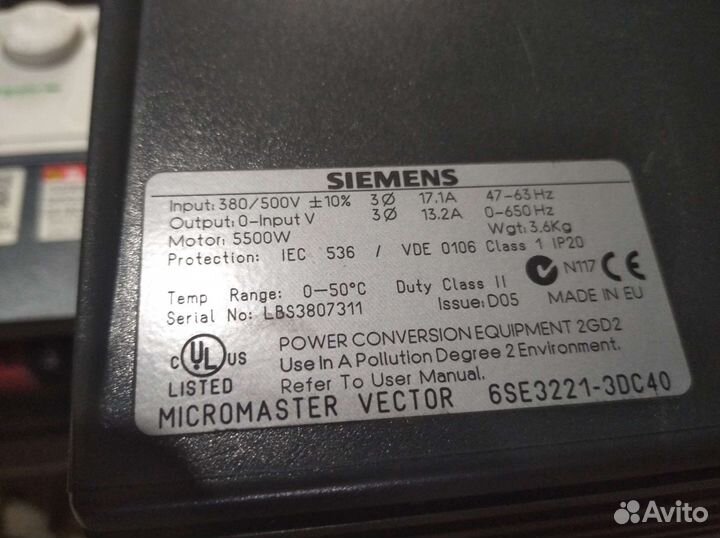 SIEMENS
Input: 380/500V ±10% 3Ø 17.1A 47-63Hz
Output: 0-Input V 3Ø 13.2A 0-650Hz
Motor: 5500W Wgt: 3.6Kg
Protection: IEC 536 / VDE 0106 Class 1 IP20
N117 CE
Temp Range: 0-50°C Duty Class II
Serial No: LBS3807311 Issue: D05 MADE IN EU
c UL US
LISTED
POWER CONVERSION EQUIPMENT 2GD2
Use In A Pollution Degree 2 Environment.
Refer To User Manual.
MICROMASTER VECTOR 6SE3221-3DC40
Avito